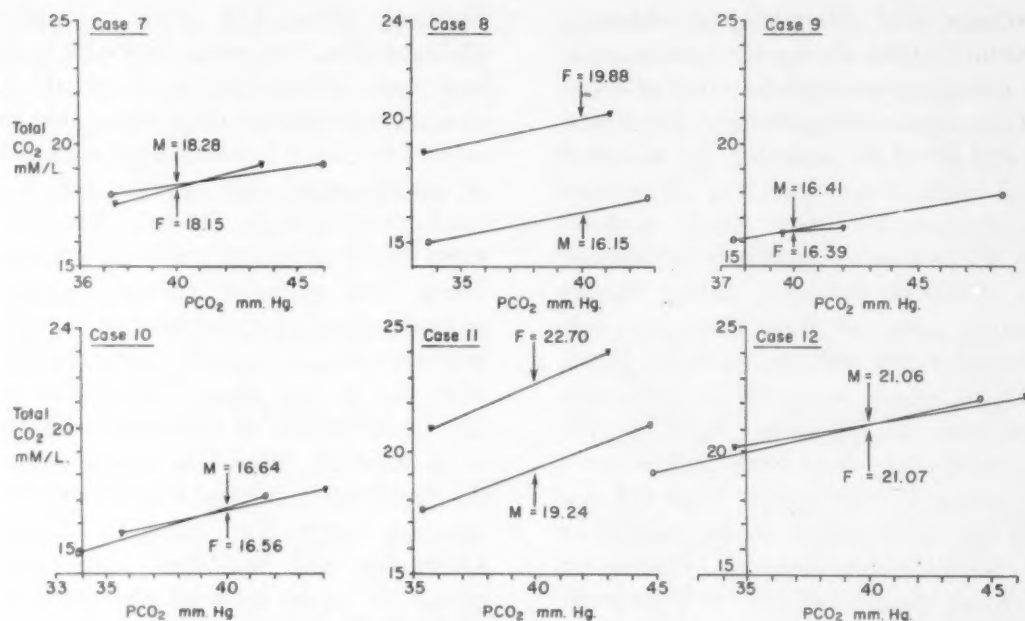 Case 7
25
Total
CO2
mM/L.
20
M = 18.28
F = 18.15
15
36
40
45
PCO2 mm. Hg.
Case 8
24
F = 19.88
20
15
M = 16.15
35
40
PCO2 mm. Hg.
Case 9
25
20
M = 16.41
F = 16.39
15
37
40
45
PCO2 mm. Hg.
Case 10
24
Total
CO2
mM/L.
20
M = 16.64
F = 16.56
15
33
35
40
PCO2 mm. Hg.
Case 11
25
F = 22.70
20
M = 19.24
15
35
40
45
PCO2 mm. Hg.
Case 12
25
M = 21.06
20
F = 21.07
15
35
40
45
PCO2 mm. Hg.